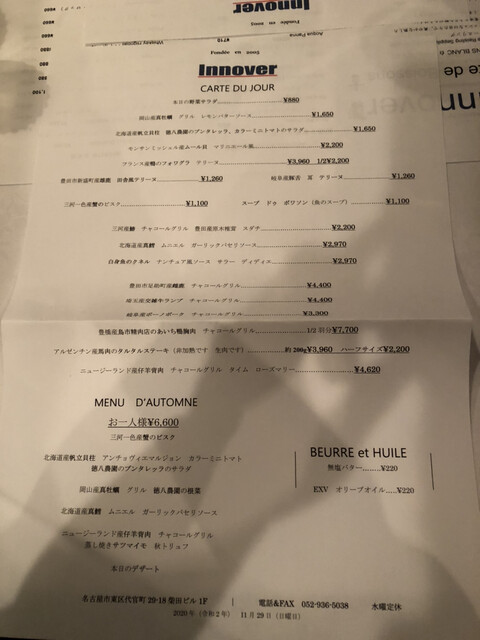 Innover
CARTE DU JOUR
本日の野菜サラダ ¥880
岡山産真牡蠣　グリル　レモンバターソース ¥1,650
北海道産帆立貝柱　徳八農園のプンタレッラ、カラーミニトマトのサラダ ¥1,650
モンサンミッシェル産ムール貝　マリニエール風 ¥2,200
フランス産鴨のフォワグラ　テリーヌ ¥3,960　1/2¥2,200
田舎風テリーヌ ¥1,260　岐阜産豚舌　耳　テリーヌ ¥1,260
三河一色産蟹のビスク ¥1,100　スープ　ドゥ　ポワソン（魚のスープ） ¥1,100
チャコールグリル　豊田産原木椎茸　スダチ ¥2,200
北海道産真鱈　ムニエル　ガーリックパセリソース ¥2,970
白身魚のクネル　ナンチュア風ソース　サラー　ディディエ ¥2,970
チャコールグリル ¥4,400
チャコールグリル ¥4,400
チャコールグリル ¥3,300
豊橋産鳥市精肉店のあいち鴨胸肉　チャコールグリル 1/2羽分¥7,700
アルゼンチン産馬肉のタルタルステーキ（非加熱です　生肉です） 約200g¥3,960　ハーフサイズ¥2,200
ニュージーランド産仔羊背肉　チャコールグリル　タイム　ローズマリー ¥4,620
MENU　D'AUTOMNE
お一人様¥6,600
三河一色産蟹のビスク
北海道産帆立貝柱　アンチョヴィエマルジョン　カラーミニトマト
徳八農園のプンタレッラのサラダ
岡山産真牡蠣　グリル　徳八農園の根菜
北海道産真鱈　ムニエル　ガーリックパセリソース
ニュージーランド産仔羊背肉　チャコールグリル
蒸し焼きサツマイモ　秋トリュフ
本日のデザート
BEURRE et HUILE
無塩バター........¥220
EXV　オリーブオイル.....¥220
名古屋市東区代官町 29-18 柴田ビル 1F　｜　電話&FAX　052-936-5038　水曜定休
2020年（令和2年）　11月29日（日曜日）